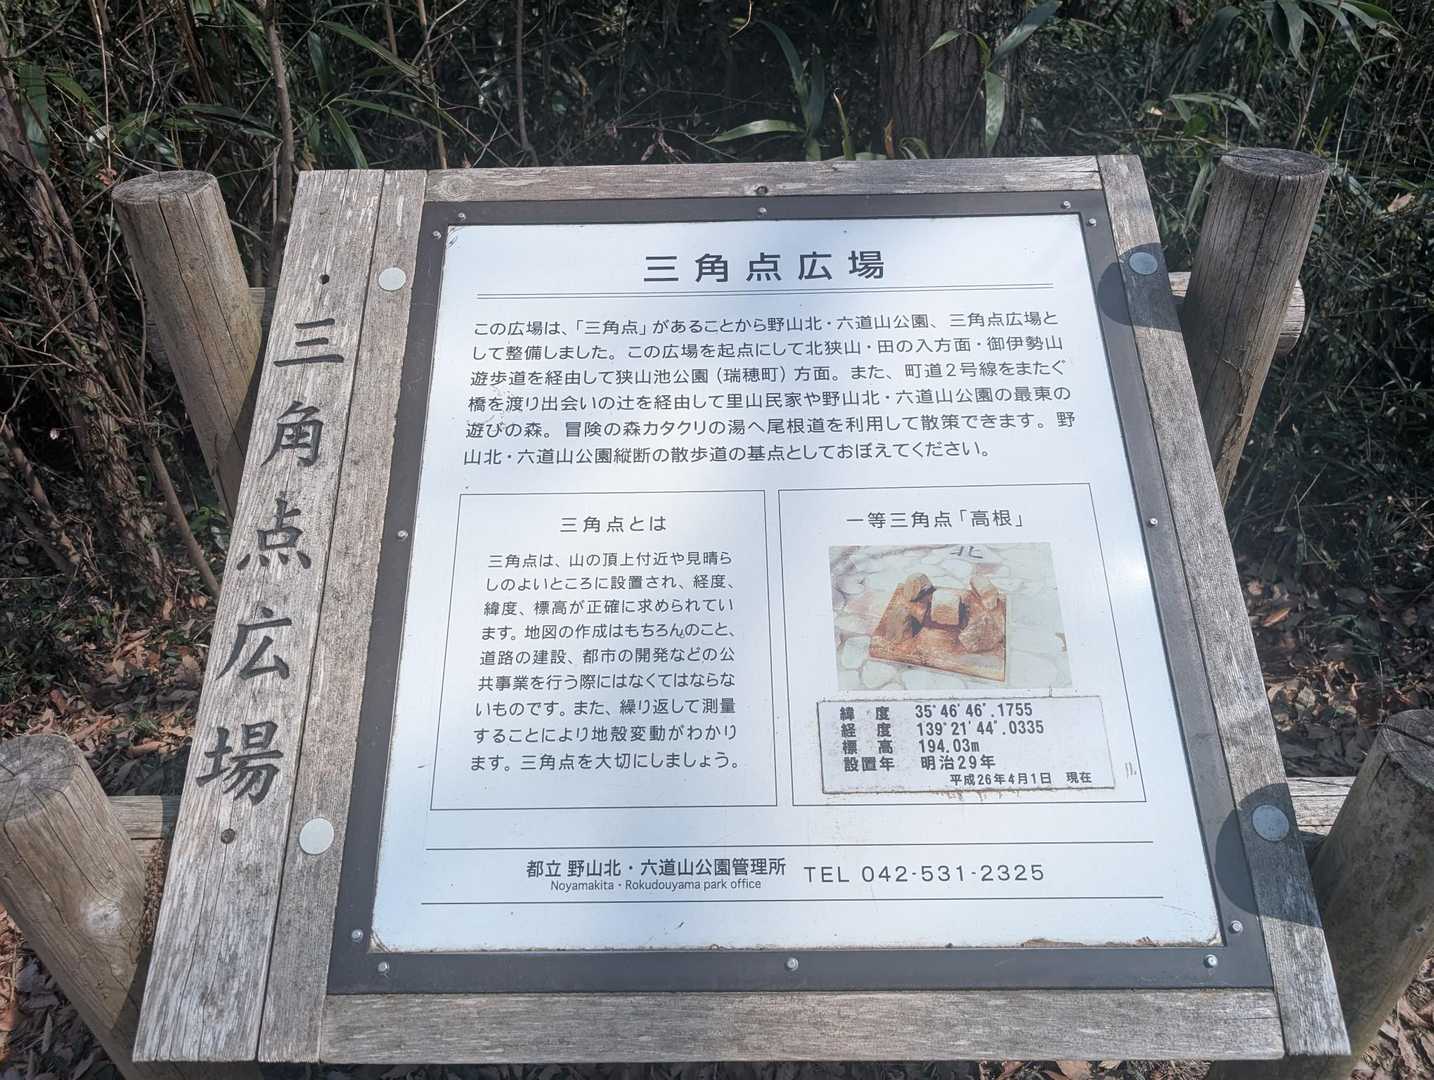 三角点広場
三角点広場
この広場は、「三角点」があることから野山北・六道山公園、三角点広場と
して整備しました。この広場を起点にして北狭山・田の入方面・御伊勢山
遊歩道を経由して狭山池公園（瑞穂町）方面。また、町道2号線をまたぐ
橋を渡り出会いの辻を経由して里山民家や野山北・六道山公園の最東の
遊びの森。冒険の森カタクリの湯へ尾根道を利用して散策できます。野
山北・六道山公園縦断の散歩道の基点としておぼえてください。
三角点とは
三角点は、山の頂上付近や見晴ら
しのよいところに設置され、経度、
緯度、標高が正確に求められてい
ます。地図の作成はもちろんのこと、
道路の建設、都市の開発などの公
共事業を行う際にはなくてはならな
いものです。また、繰り返して測量
することにより地殻変動がわかり
ます。三角点を大切にしましょう。
一等三角点「高根」
北
緯度 35°46′46″.1755
経度 139°21′44″.0335
標高 194.03m
設置年 明治29年
平成26年4月1日 現在
都立 野山北・六道山公園管理所 TEL 042-531-2325
Noyamakita・Rokudouyama park office